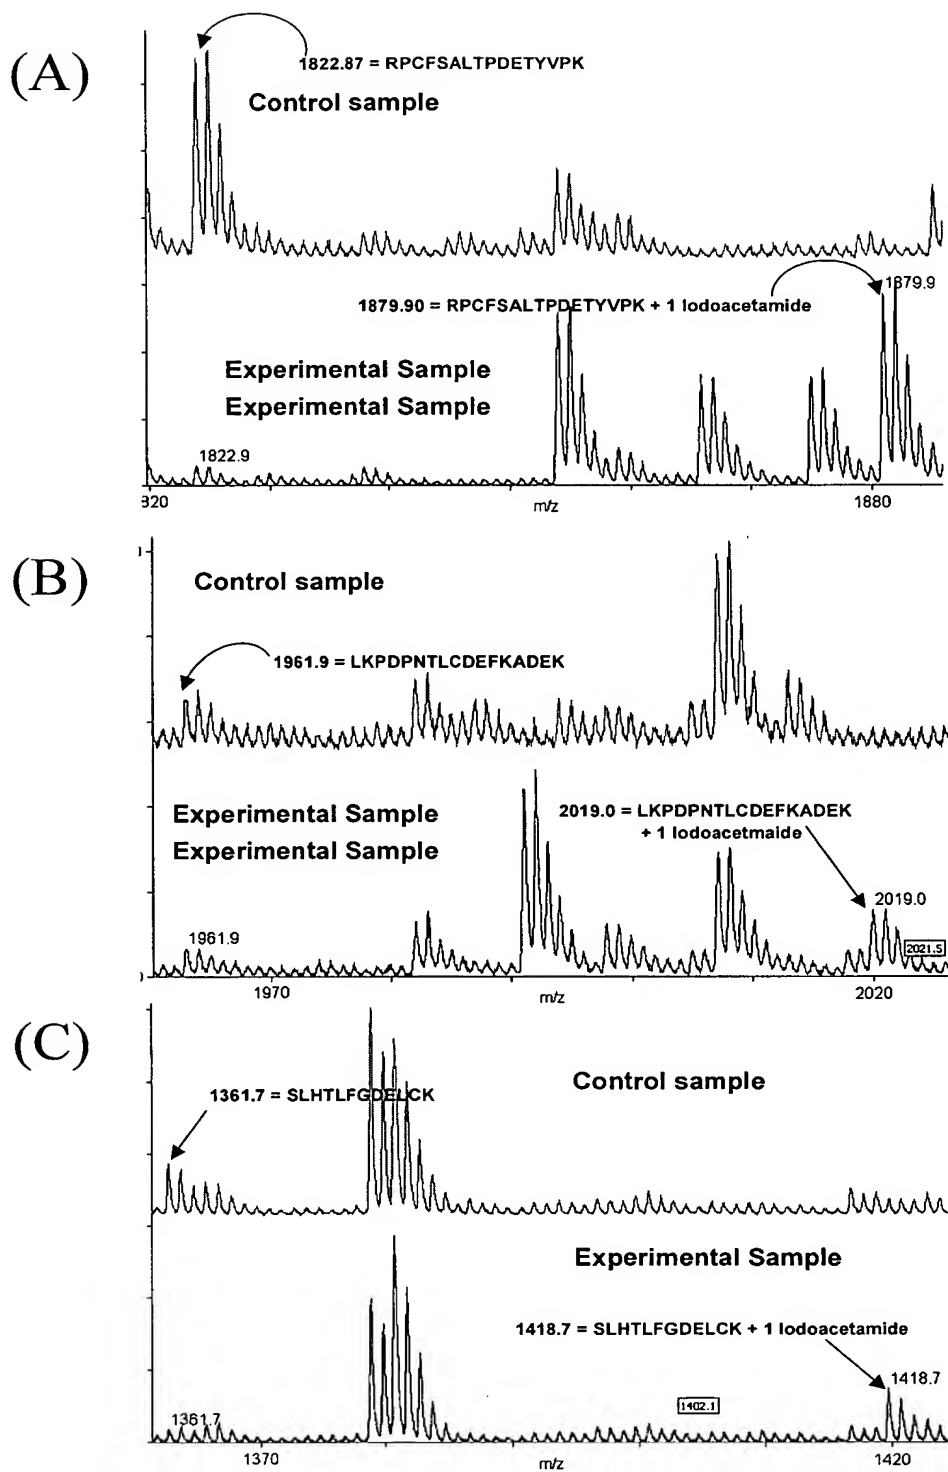 (A)
1822.87 = RPCFSALTPDETYVPK
Control sample
1879.9
1879.90 = RPCFSALTPDETYVPK + 1 Iodoacetamide
Experimental Sample
Experimental Sample
1822.9
820
m/z
1880
(B)
Control sample
1961.9 = LKPDPNTLCDEFKADEK
Experimental Sample
Experimental Sample
2019.0 = LKPDPNTLCDEFKADEK
+ 1 Iodoacetmaide
2019.0
1961.9
2021.5
1970
m/z
2020
(C)
Control sample
1361.7 = SLHTLFGDELCK
Experimental Sample
1418.7 = SLHTLFGDELCK + 1 Iodoacetamide
1418.7
1402.1
1361.7
1370
m/z
1420